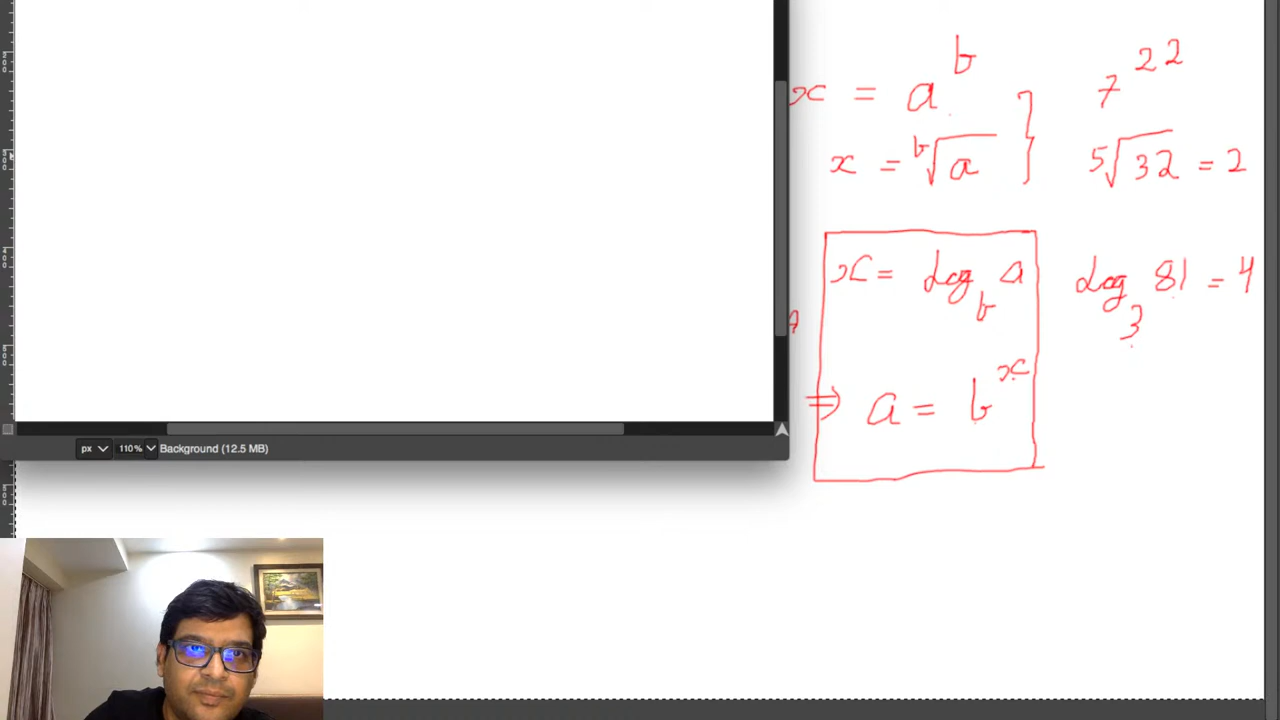 x = a^b } 7^22
x = ᵇ√a } ⁵√32 = 2
x = Log_b a
Log_3 81 = 4
⇒ a = b^x
px 110% Background (12.5 MB)